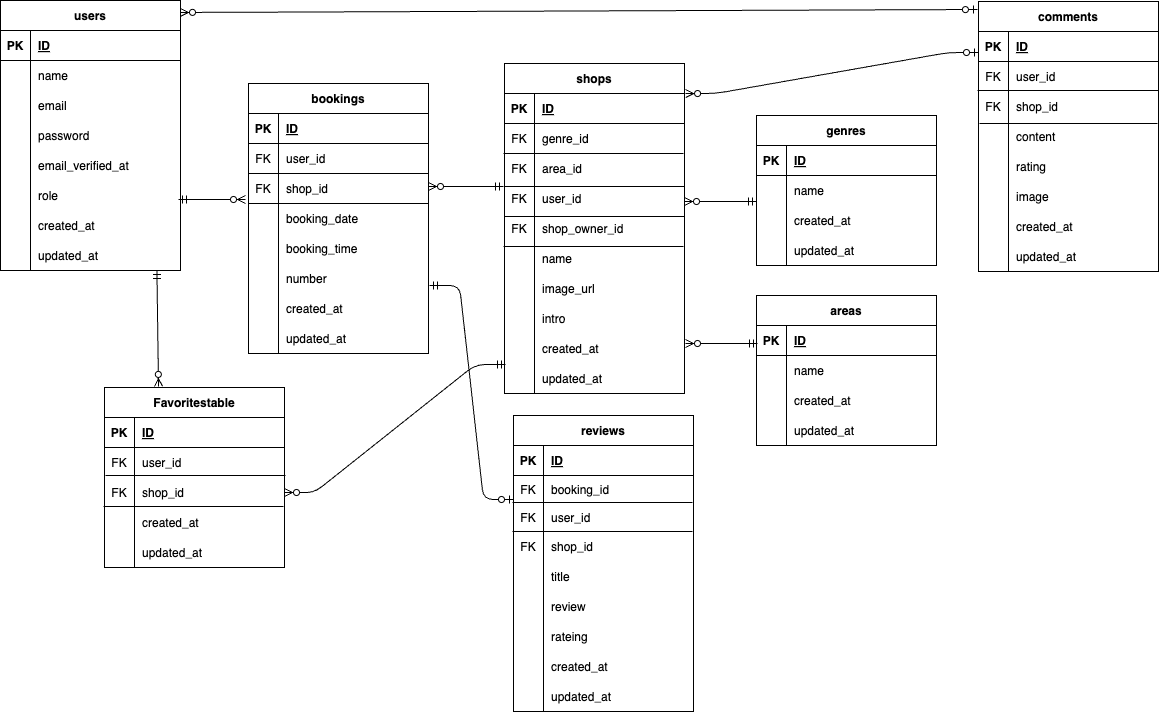 users
PK ID
name
email
password
email_verified_at
role
created_at
updated_at
bookings
PK ID
FK user_id
FK shop_id
booking_date
booking_time
number
created_at
updated_at
shops
PK ID
FK genre_id
FK area_id
FK user_id
FK shop_owner_id
name
image_url
intro
created_at
updated_at
comments
PK ID
FK user_id
FK shop_id
content
rating
image
created_at
updated_at
genres
PK ID
name
created_at
updated_at
areas
PK ID
name
created_at
updated_at
Favoritestable
PK ID
FK user_id
FK shop_id
created_at
updated_at
reviews
PK ID
FK booking_id
FK user_id
FK shop_id
title
review
rateing
created_at
updated_at